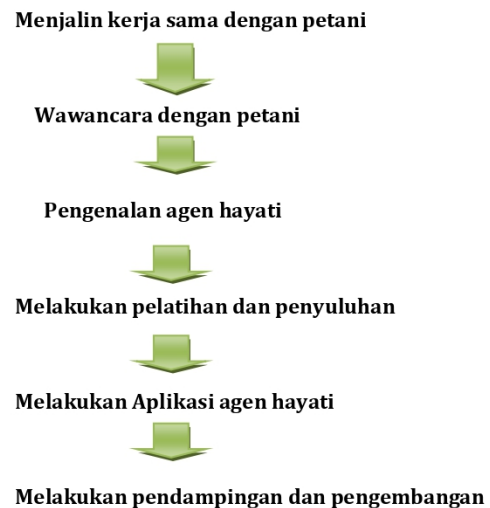 Menjalin kerja sama dengan petani
Wawancara dengan petani
Pengenalan agen hayati
Melakukan pelatihan dan penyuluhan
Melakukan Aplikasi agen hayati
Melakukan pendampingan dan pengembangan